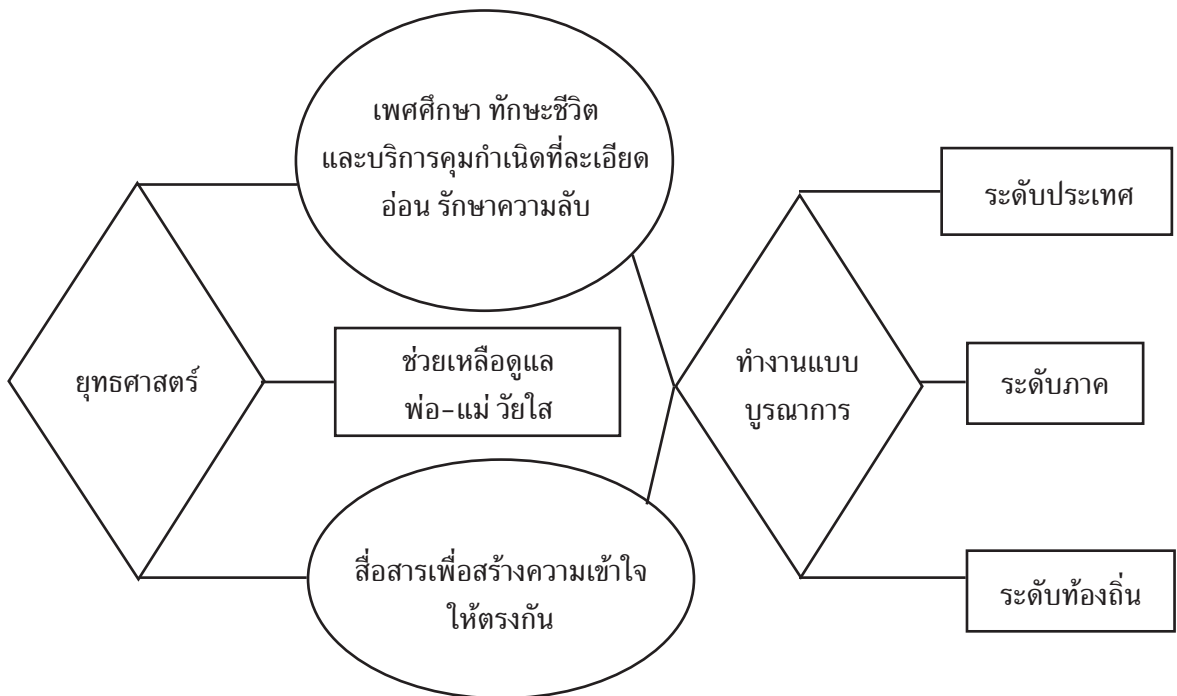 ยุทธศาสตร์
เพศศึกษา ทักษะชีวิต
และบริการคุมกำเนิดที่ละเอียด
อ่อน รักษาความลับ
ช่วยเหลือดูแล
พ่อ-แม่ วัยใส
สื่อสารเพื่อสร้างความเข้าใจ
ให้ตรงกัน
ทำงานแบบ
บูรณาการ
ระดับประเทศ
ระดับภาค
ระดับท้องถิ่น